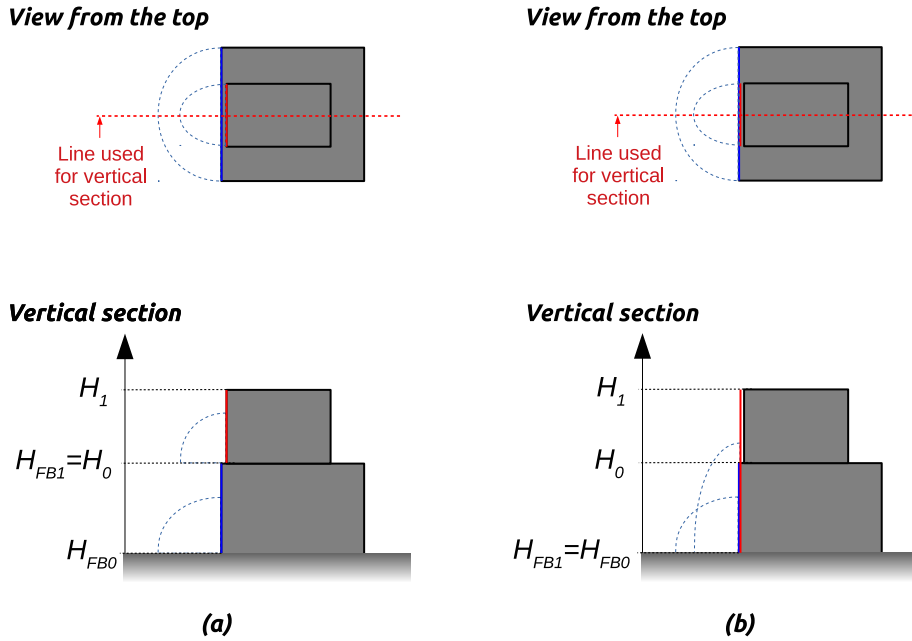 View from the top
View from the top
Line used
for vertical
section
Line used
for vertical
section
Vertical section
Vertical section
H1
H1
HFB1=H0
H0
HFB0
HFB1=HFB0
(a)
(b)